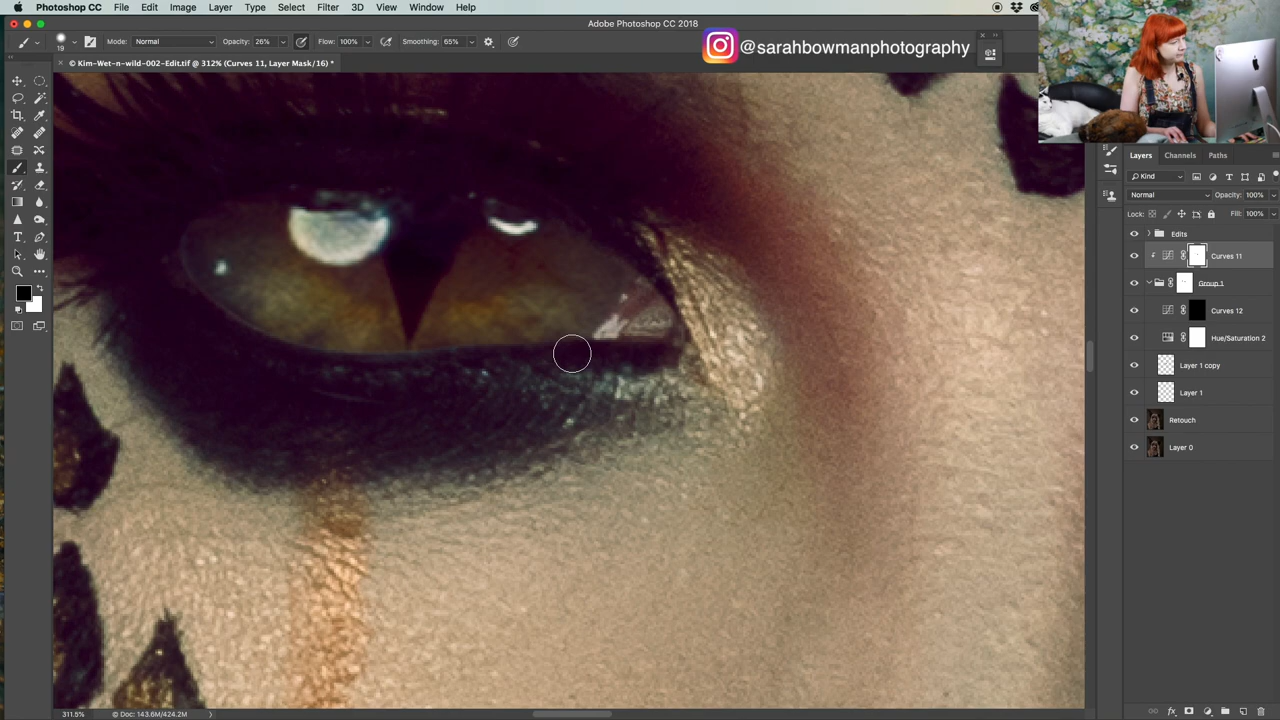 Photoshop CC File Edit Image Layer Type Select Filter 3D View Window Help
Adobe Photoshop CC 2018
19 Mode: Normal Opacity: 26% Flow: 100% Smoothing: 65%
@sarahbowmanphotography
© Kim-Wet-n-wild-002-Edit.tif @ 312% (Curves 11, Layer Mask/16) *
Layers Channels Paths
Kind
Normal Opacity: 100%
Lock: Fill: 100%
Edits
Curves 11
Group 1
Curves 12
Hue/Saturation 2
Layer 1 copy
Layer 1
Retouch
Layer 0
311.5% Doc: 143.6M/424.2M